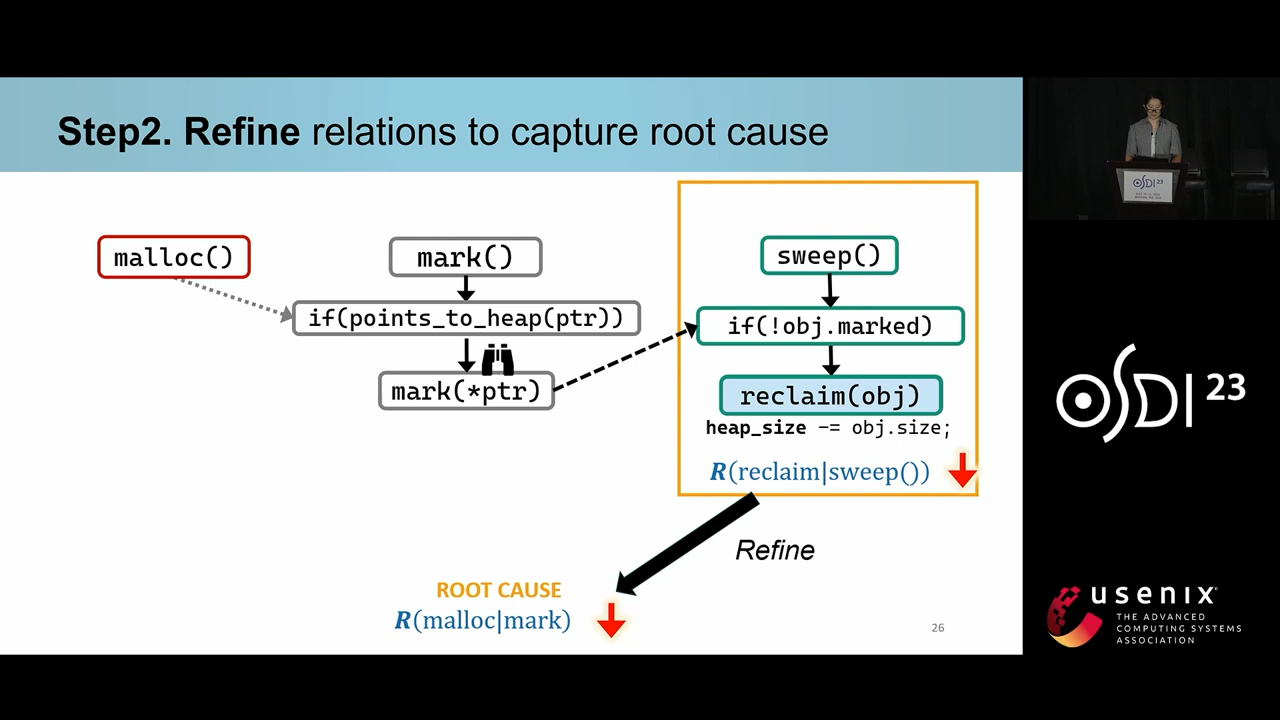 Step2. Refine relations to capture root cause
malloc()
mark()
sweep()
if(points_to_heap(ptr))
if(!obj.marked)
mark(*ptr)
reclaim(obj)
heap_size -= obj.size;
R(reclaim|sweep())
Refine
ROOT CAUSE
R(malloc|mark)
26
OSDI 23
OSDI 23
usenix
THE ADVANCED
COMPUTING SYSTEMS
ASSOCIATION